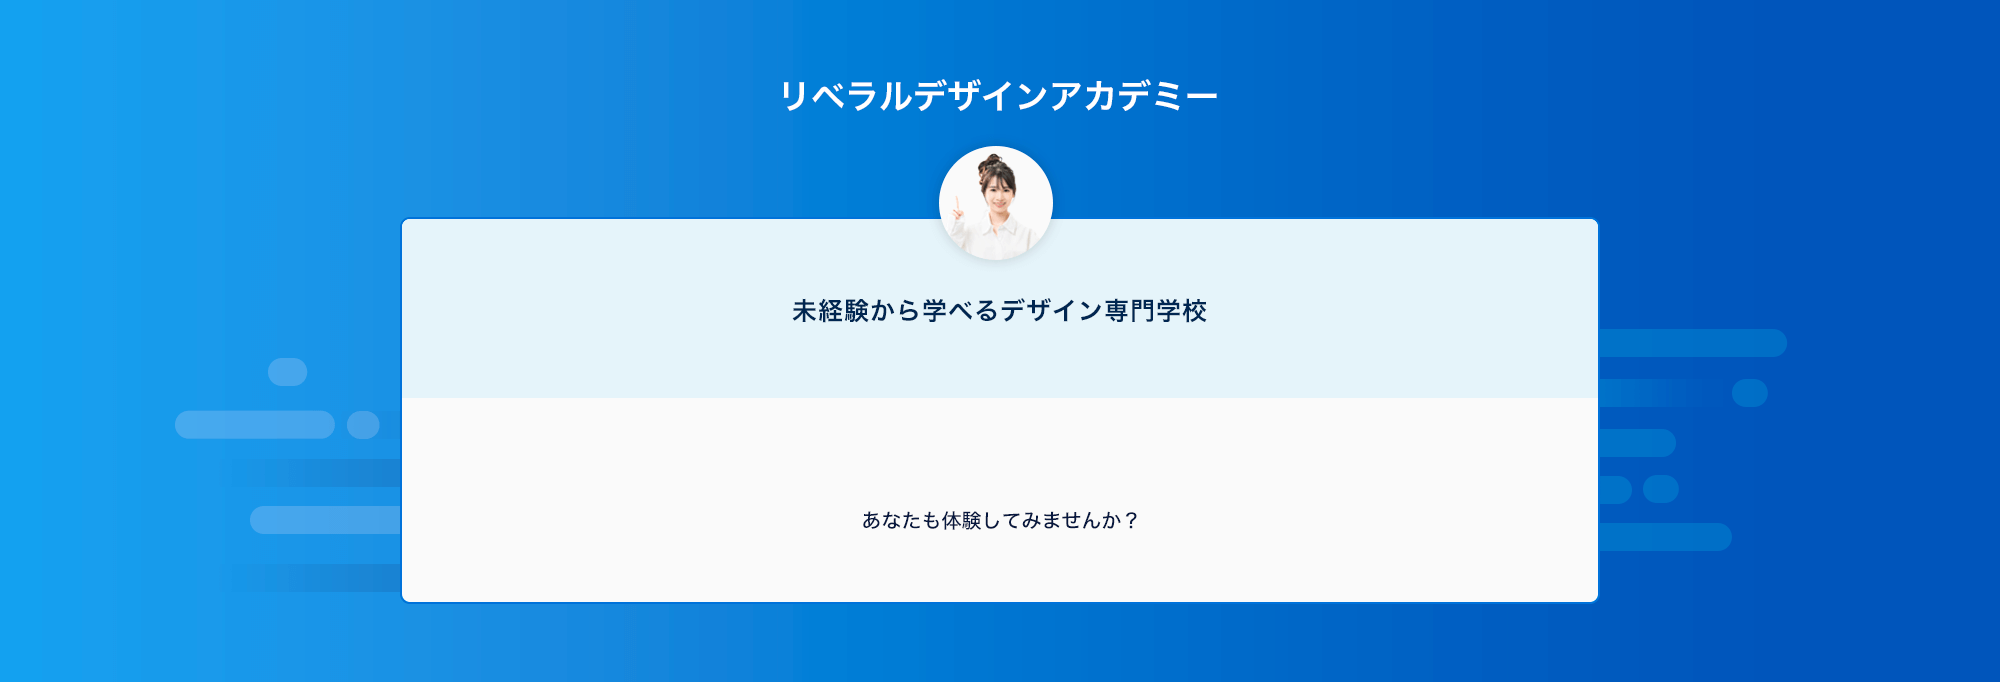 リベラルデザインアカデミー
未経験から学べるデザイン専門学校
あなたも体験してみませんか？